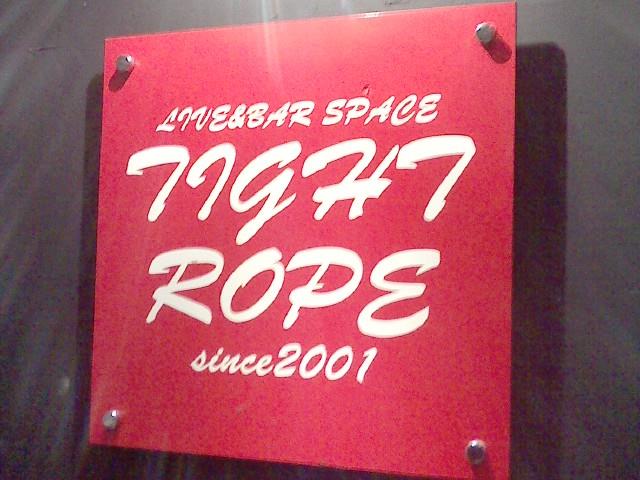 LIVE&BAR SPACE
TIGHT
ROPE
since2001